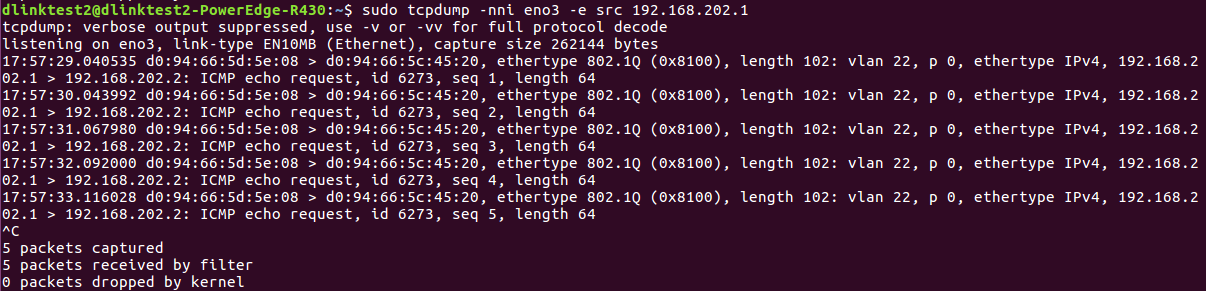 dlinktest2@dlinktest2-PowerEdge-R430:~$ sudo tcpdump -nni eno3 -e src 192.168.202.1
tcpdump: verbose output suppressed, use -v or -vv for full protocol decode
listening on eno3, link-type EN10MB (Ethernet), capture size 262144 bytes
17:57:29.040535 d0:94:66:5d:5e:08 > d0:94:66:5c:45:20, ethertype 802.1Q (0x8100), length 102: vlan 22, p 0, ethertype IPv4, 192.168.2
02.1 > 192.168.202.2: ICMP echo request, id 6273, seq 1, length 64
17:57:30.043992 d0:94:66:5d:5e:08 > d0:94:66:5c:45:20, ethertype 802.1Q (0x8100), length 102: vlan 22, p 0, ethertype IPv4, 192.168.2
02.1 > 192.168.202.2: ICMP echo request, id 6273, seq 2, length 64
17:57:31.067980 d0:94:66:5d:5e:08 > d0:94:66:5c:45:20, ethertype 802.1Q (0x8100), length 102: vlan 22, p 0, ethertype IPv4, 192.168.2
02.1 > 192.168.202.2: ICMP echo request, id 6273, seq 3, length 64
17:57:32.092000 d0:94:66:5d:5e:08 > d0:94:66:5c:45:20, ethertype 802.1Q (0x8100), length 102: vlan 22, p 0, ethertype IPv4, 192.168.2
02.1 > 192.168.202.2: ICMP echo request, id 6273, seq 4, length 64
17:57:33.116028 d0:94:66:5d:5e:08 > d0:94:66:5c:45:20, ethertype 802.1Q (0x8100), length 102: vlan 22, p 0, ethertype IPv4, 192.168.2
02.1 > 192.168.202.2: ICMP echo request, id 6273, seq 5, length 64
^C
5 packets captured
5 packets received by filter
0 packets dropped by kernel